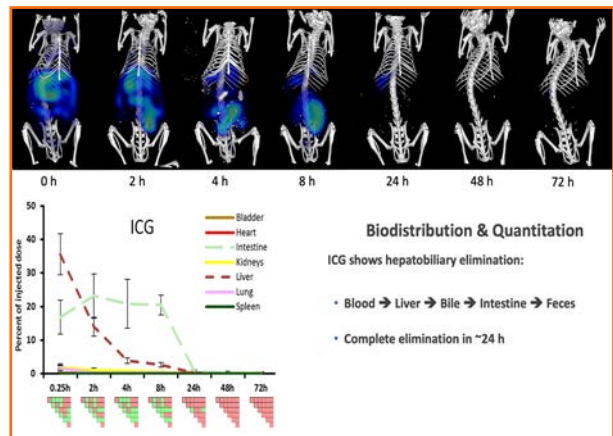 0 h 2 h 4 h 8 h 24 h 48 h 72 h
ICG
Percent of injected dose
50
40
30
20
10
0
Bladder
Heart
Intestine
Kidneys
Liver
Lung
Spleen
0.25h 2h 4h 8h 24h 48h 72h
Biodistribution & Quantitation
ICG shows hepatobiliary elimination:
• Blood ➔ Liver ➔ Bile ➔ Intestine ➔ Feces
• Complete elimination in ~24 h